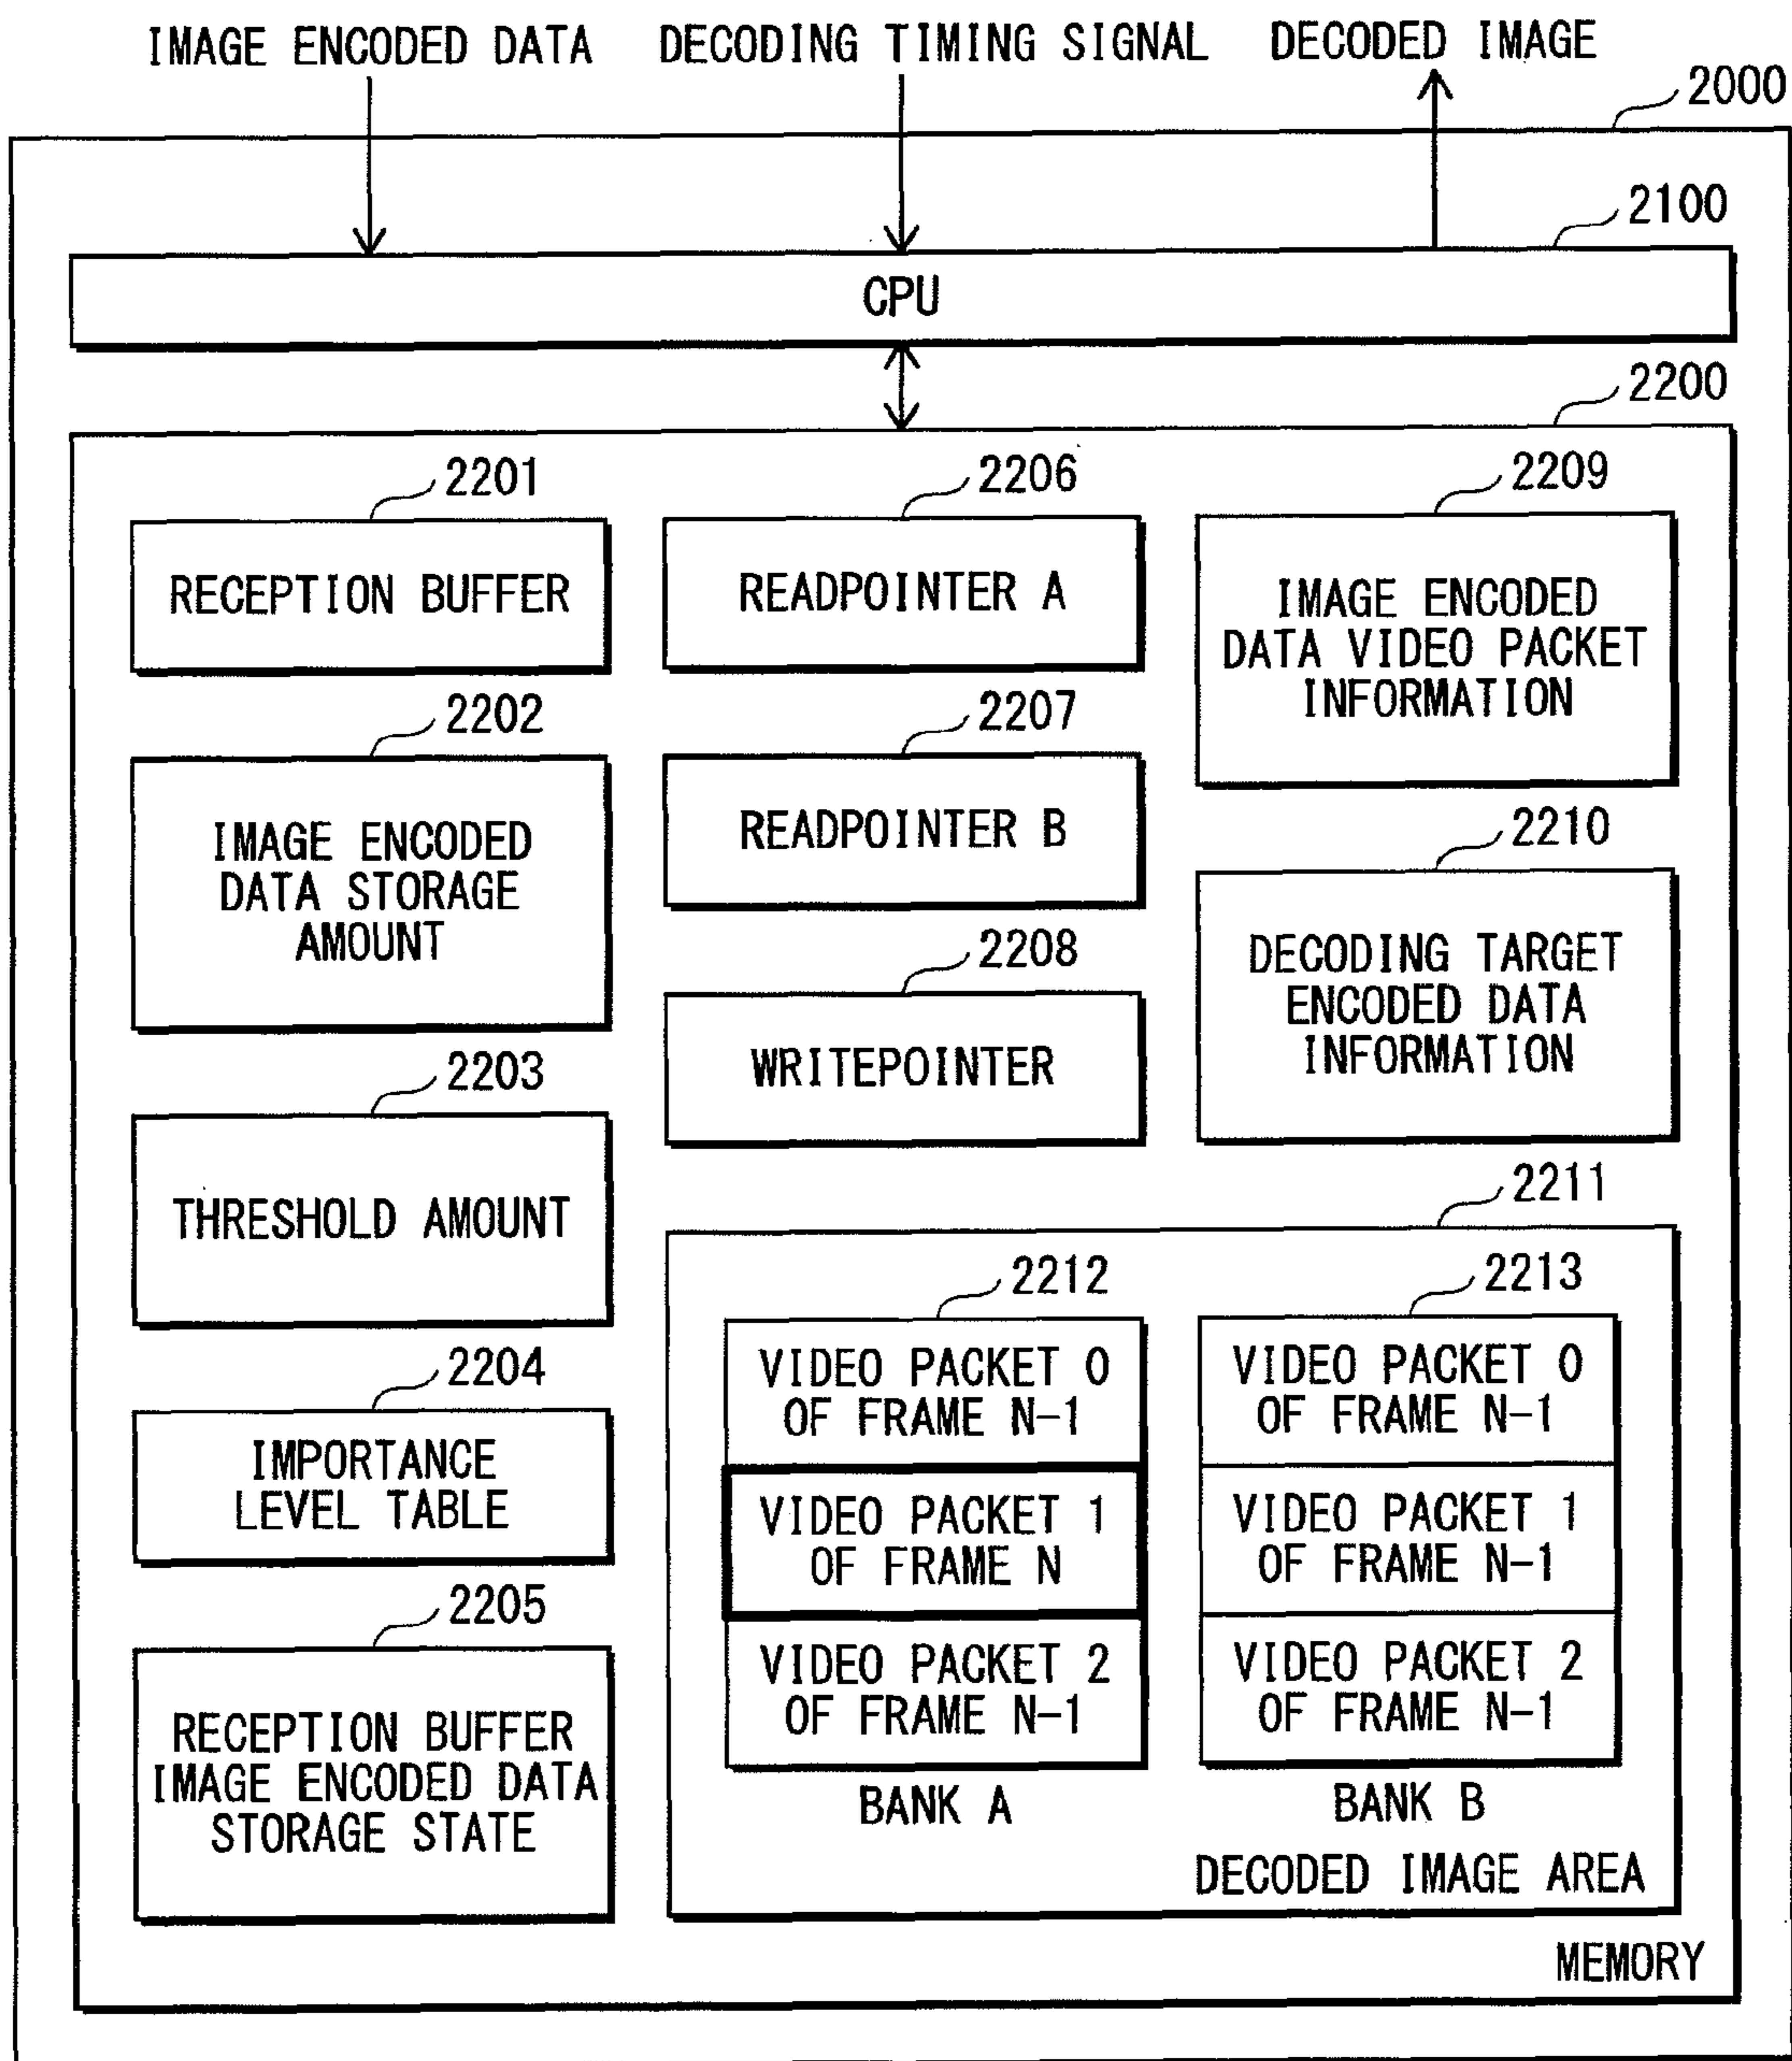 IMAGE ENCODED DATA
DECODING TIMING SIGNAL
DECODED IMAGE
2000
2100
CPU
2200
2201
RECEPTION BUFFER
2202
IMAGE ENCODED
DATA STORAGE
AMOUNT
2203
THRESHOLD AMOUNT
2204
IMPORTANCE
LEVEL TABLE
2205
RECEPTION BUFFER
IMAGE ENCODED DATA
STORAGE STATE
2206
READPOINTER A
2207
READPOINTER B
2208
WRITEPOINTER
2209
IMAGE ENCODED
DATA VIDEO PACKET
INFORMATION
2210
DECODING TARGET
ENCODED DATA
INFORMATION
2211
2212
VIDEO PACKET 0
OF FRAME N-1
VIDEO PACKET 1
OF FRAME N
VIDEO PACKET 2
OF FRAME N-1
BANK A
2213
VIDEO PACKET 0
OF FRAME N-1
VIDEO PACKET 1
OF FRAME N-1
VIDEO PACKET 2
OF FRAME N-1
BANK B
DECODED IMAGE AREA
MEMORY